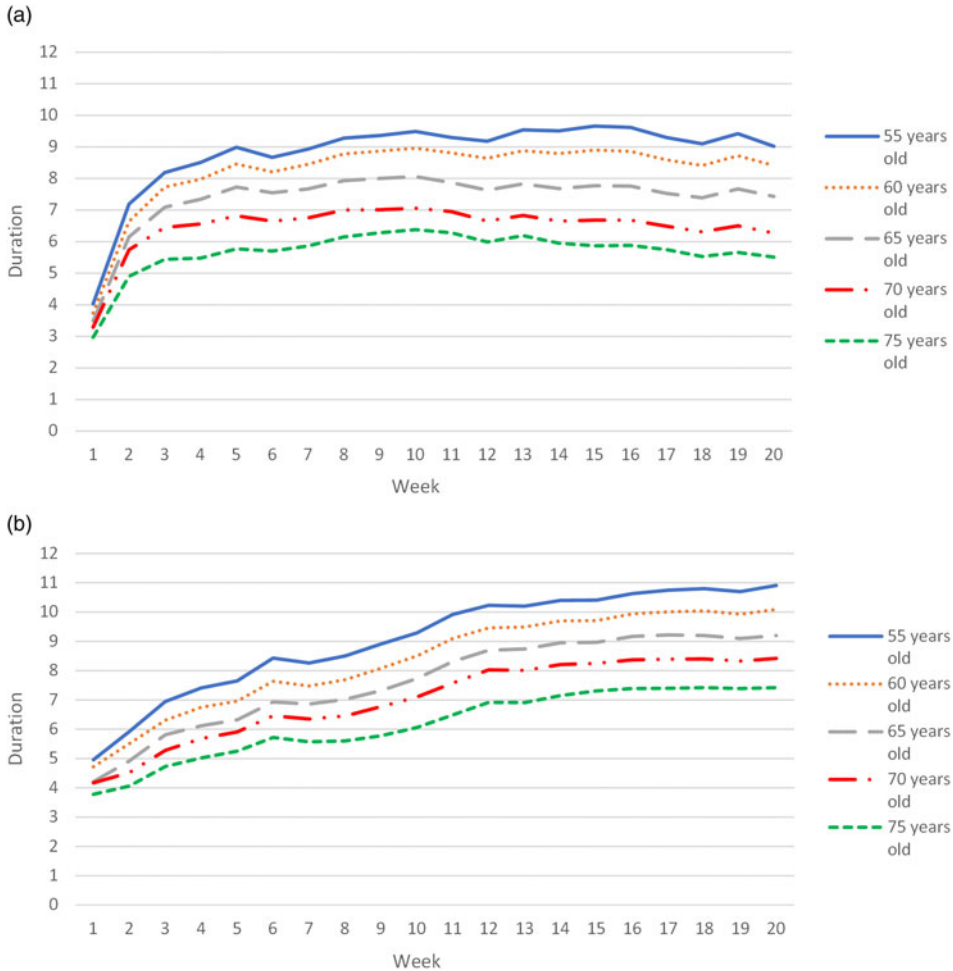 (a)
12
11
10
9
8
7
6
5
4
3
2
1
0
Duration
1 2 3 4 5 6 7 8 9 10 11 12 13 14 15 16 17 18 19 20
Week
55 years
old
60 years
old
65 years
old
70 years
old
75 years
old
(b)
12
11
10
9
8
7
6
5
4
3
2
1
0
Duration
1 2 3 4 5 6 7 8 9 10 11 12 13 14 15 16 17 18 19 20
Week
55 years
old
60 years
old
65 years
old
70 years
old
75 years
old